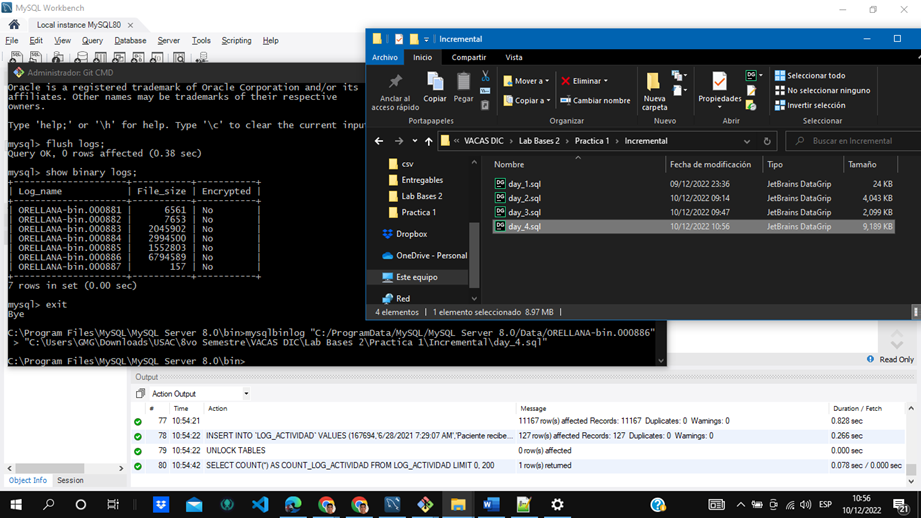 MySQL Workbench
Local instance MySQL80
File Edit View Query Database Server Tools Scripting Help
Administrador: Git CMD
Oracle is a registered trademark of Oracle Corporation and/or its
affiliates. Other names may be trademarks of their respective
owners.
Type 'help;' or '\h' for help. Type '\c' to clear the current inpu
mysql> flush logs;
Query OK, 0 rows affected (0.38 sec)
mysql> show binary logs;
| Log_name | File_size | Encrypted |
| ORELLANA-bin.000881 | 6561 | No |
| ORELLANA-bin.000882 | 7653 | No |
| ORELLANA-bin.000883 | 2045902 | No |
| ORELLANA-bin.000884 | 2994500 | No |
| ORELLANA-bin.000885 | 1552803 | No |
| ORELLANA-bin.000886 | 6794589 | No |
| ORELLANA-bin.000887 | 157 | No |
7 rows in set (0.00 sec)
mysql> exit
Bye
C:\Program Files\MySQL\MySQL Server 8.0\bin>mysqlbinlog "C:/ProgramData/MySQL/MySQL Server 8.0/Data/ORELLANA-bin.000886"
> "C:\Users\GMG\Downloads\USAC\8vo Semestre\VACAS DIC\Lab Bases 2\Practica 1\Incremental\day_4.sql"
C:\Program Files\MySQL\MySQL Server 8.0\bin>
Incremental
Archivo Inicio Compartir Vista
Anclar al acceso rápido
Copiar
Pegar
Mover a
Copiar a
Eliminar
Cambiar nombre
Nueva carpeta
Propiedades
Seleccionar todo
No seleccionar ninguno
Invertir selección
Portapapeles Organizar Nuevo Abrir Seleccionar
« VACAS DIC > Lab Bases 2 > Practica 1 > Incremental
Buscar en Incremental
csv
Entregables
Lab Bases 2
Practica 1
Dropbox
OneDrive - Personal
Este equipo
Red
Nombre Fecha de modificación Tipo Tamaño
day_1.sql 09/12/2022 23:36 JetBrains DataGrip 24 KB
day_2.sql 10/12/2022 09:14 JetBrains DataGrip 4,043 KB
day_3.sql 10/12/2022 09:47 JetBrains DataGrip 2,099 KB
day_4.sql 10/12/2022 10:56 JetBrains DataGrip 9,189 KB
4 elementos | 1 elemento seleccionado 8.97 MB |
Read Only
Output
Action Output
# Time Action Message Duration / Fetch
77 10:54:21 11167 row(s) affected Records: 11167 Duplicates: 0 Warnings: 0 0.828 sec
78 10:54:22 INSERT INTO `LOG_ACTIVIDAD` VALUES (167694,'6/28/2021 7:29:07 AM','Paciente recibe... 127 row(s) affected Records: 127 Duplicates: 0 Warnings: 0 0.266 sec
79 10:54:22 UNLOCK TABLES 0 row(s) affected 0.000 sec
80 10:54:42 SELECT COUNT(*) AS COUNT_LOG_ACTIVIDAD FROM LOG_ACTIVIDAD LIMIT 0, 200 1 row(s) returned 0.078 sec / 0.000 sec
Object Info Session
ESP
10:56
10/12/2022
21